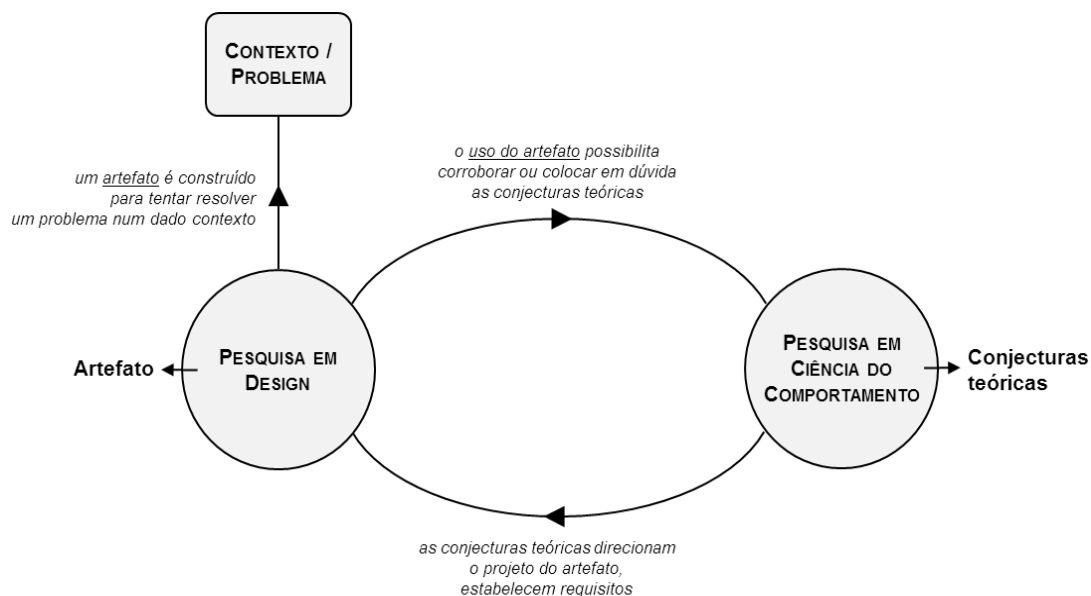 CONTEXTO /
PROBLEMA
um artefato é construído
para tentar resolver
um problema num dado contexto
o uso do artefato possibilita
corroborar ou colocar em dúvida
as conjecturas teóricas
Artefato
PESQUISA EM
DESIGN
PESQUISA EM
CIÊNCIA DO
COMPORTAMENTO
Conjecturas
teóricas
as conjecturas teóricas direcionam
o projeto do artefato,
estabelecem requisitos